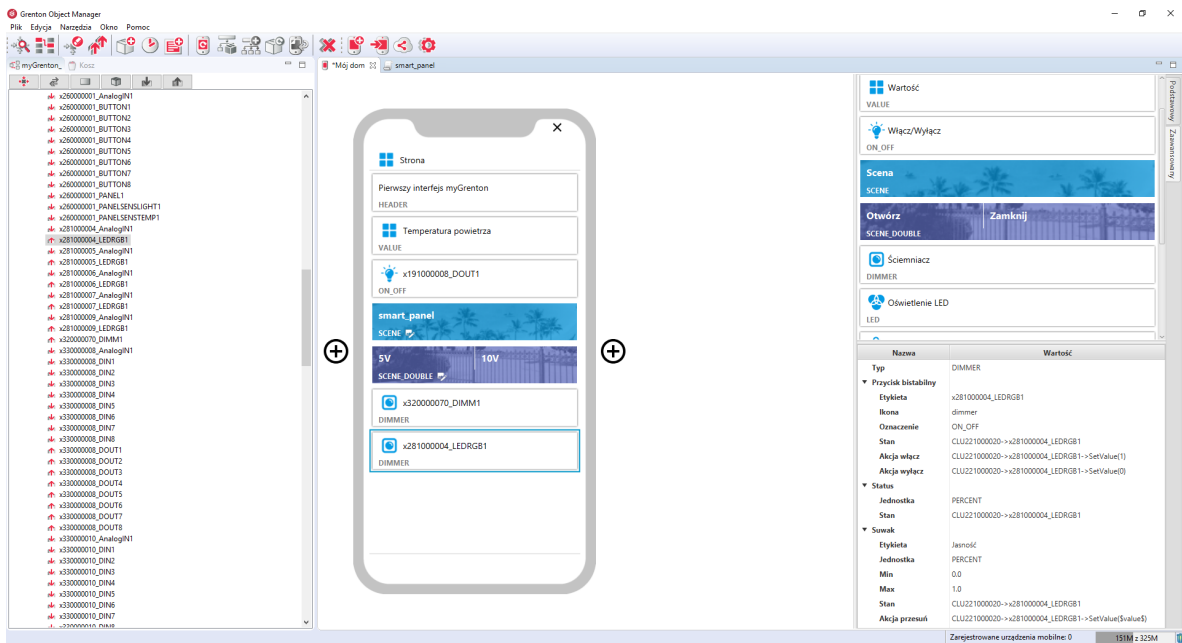 Grenton Object Manager
Plik Edycja Narzędzia Okno Pomoc
myGrenton_ Kosz
*Mój dom smart_panel
x260000001_AnalogIN1
x260000001_BUTTON1
x260000001_BUTTON2
x260000001_BUTTON3
x260000001_BUTTON4
x260000001_BUTTON5
x260000001_BUTTON6
x260000001_BUTTON7
x260000001_BUTTON8
x260000001_PANEL1
x260000001_PANELSENSLIGHT1
x260000001_PANELSENSTEMP1
x281000004_AnalogIN1
x281000004_LEDRGB1
x281000005_AnalogIN1
x281000005_LEDRGB1
x281000006_AnalogIN1
x281000006_LEDRGB1
x281000007_AnalogIN1
x281000007_LEDRGB1
x281000009_AnalogIN1
x281000009_LEDRGB1
x320000070_DIMM1
x330000008_AnalogIN1
x330000008_DIN1
x330000008_DIN2
x330000008_DIN3
x330000008_DIN4
x330000008_DIN5
x330000008_DIN6
x330000008_DIN7
x330000008_DIN8
x330000008_DOUT1
x330000008_DOUT2
x330000008_DOUT3
x330000008_DOUT4
x330000008_DOUT5
x330000008_DOUT6
x330000008_DOUT7
x330000008_DOUT8
x330000010_AnalogIN1
x330000010_DIN1
x330000010_DIN2
x330000010_DIN3
x330000010_DIN4
x330000010_DIN5
x330000010_DIN6
x330000010_DIN7
x330000010_DIN8
Strona
Pierwszy interfejs myGrenton
HEADER
Temperatura powietrza
VALUE
x191000008_DOUT1
ON_OFF
smart_panel
SCENE
5V 10V
SCENE_DOUBLE
x320000070_DIMM1
DIMMER
x281000004_LEDRGB1
DIMMER
Wartość
VALUE
Włącz/Wyłącz
ON_OFF
Scena
SCENE
Otwórz Zamknij
SCENE_DOUBLE
Ściemniacz
DIMMER
Oświetlenie LED
LED
Podstawowy
Zaawansowany
Nazwa Wartość
Typ DIMMER
Przycisk bistabilny
Etykieta x281000004_LEDRGB1
Ikona dimmer
Oznaczenie ON_OFF
Stan CLU221000020->x281000004_LEDRGB1
Akcja włącz CLU221000020->x281000004_LEDRGB1->SetValue(1)
Akcja wyłącz CLU221000020->x281000004_LEDRGB1->SetValue(0)
Status
Jednostka PERCENT
Stan CLU221000020->x281000004_LEDRGB1
Suwak
Etykieta Jasność
Jednostka PERCENT
Min 0.0
Max 1.0
Stan CLU221000020->x281000004_LEDRGB1
Akcja przesuń CLU221000020->x281000004_LEDRGB1->SetValue($value$)
Zarejestrowane urządzenia mobilne: 0 151M z 325M